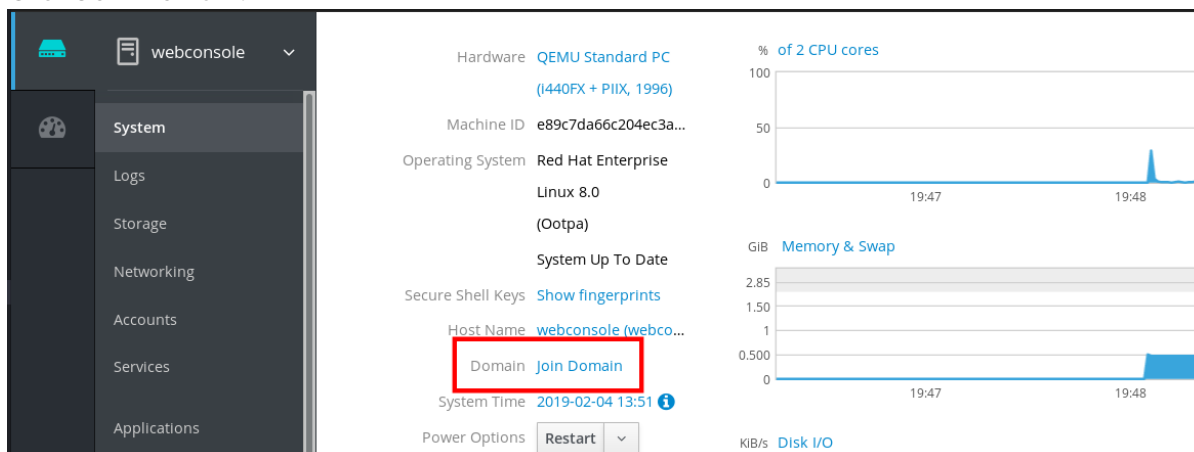 webconsole
System
Logs
Storage
Networking
Accounts
Services
Applications
Hardware QEMU Standard PC
(i440FX + PIIX, 1996)
Machine ID e89c7da66c204ec3a...
Operating System Red Hat Enterprise
Linux 8.0
(Ootpa)
System Up To Date
Secure Shell Keys Show fingerprints
Host Name webconsole (webco...
Domain Join Domain
System Time 2019-02-04 13:51
Power Options Restart
% of 2 CPU cores
100
50
0
19:47 19:48
GiB Memory & Swap
2.85
1.50
1
0.500
0
19:47 19:48
KiB/s Disk I/O